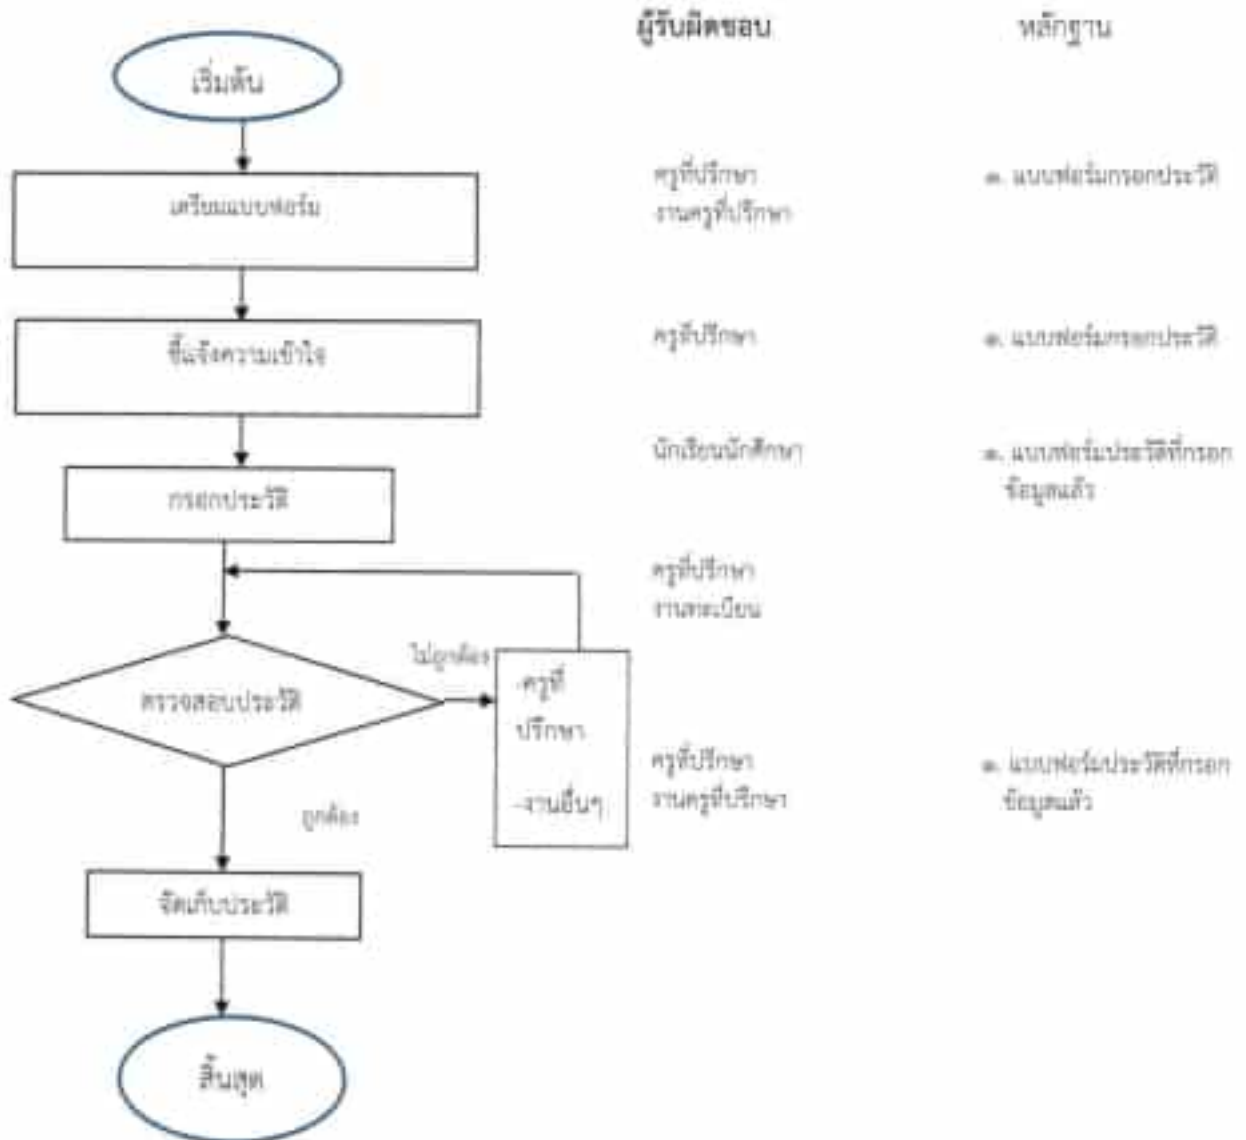 ผู้รับผิดชอบ
หลักฐาน
เริ่มต้น
เตรียมแบบฟอร์ม
ครูที่ปรึกษา
งานครูที่ปรึกษา
๑. แบบฟอร์มกรอกประวัติ
ชี้แจ้งความเข้าใจ
ครูที่ปรึกษา
๑. แบบฟอร์มกรอกประวัติ
กรอกประวัติ
นักเรียนนักศึกษา
๑. แบบฟอร์มประวัติที่กรอก
ข้อมูลแล้ว
ครูที่ปรึกษา
งานทะเบียน
ตรวจสอบประวัติ
ไม่ถูกต้อง
-ครูที่
ปรึกษา
-งานอื่นๆ
ครูที่ปรึกษา
งานครูที่ปรึกษา
๑. แบบฟอร์มประวัติที่กรอก
ข้อมูลแล้ว
ถูกต้อง
จัดเก็บประวัติ
สิ้นสุด